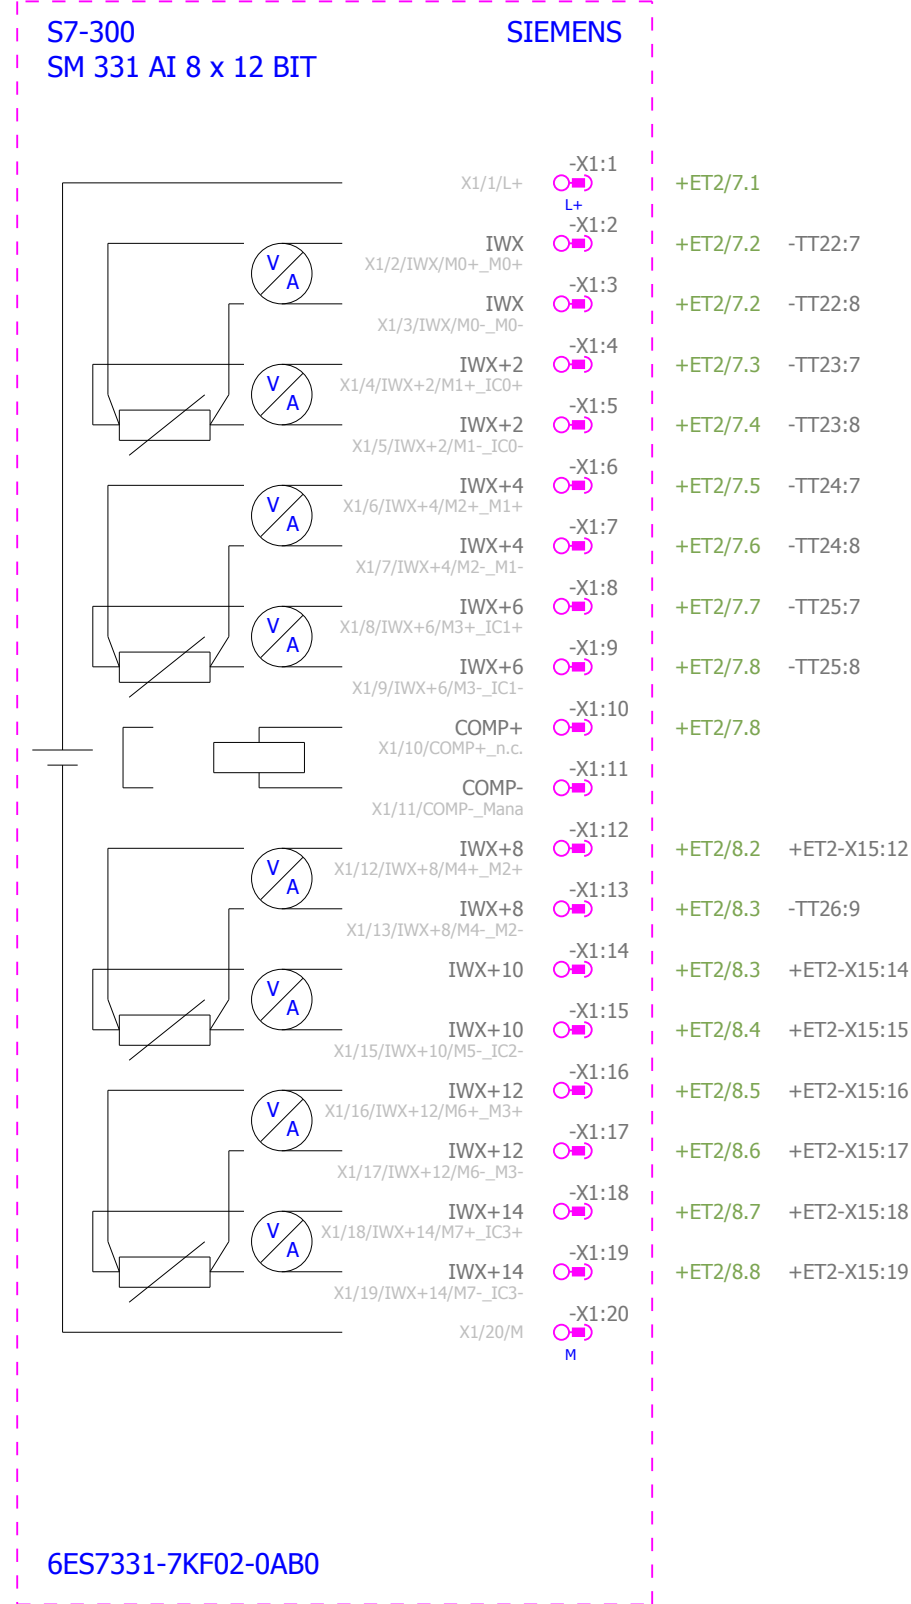 S7-300 SIEMENS
SM 331 AI 8 x 12 BIT
-X1:1
X1/1/L+ +ET2/7.1
L+
-X1:2
IWX +ET2/7.2 -TT22:7
V
A
X1/2/IWX/M0+_M0+
-X1:3
IWX +ET2/7.2 -TT22:8
X1/3/IWX/M0-_M0-
-X1:4
IWX+2 +ET2/7.3 -TT23:7
V
A
X1/4/IWX+2/M1+_IC0+
-X1:5
IWX+2 +ET2/7.4 -TT23:8
X1/5/IWX+2/M1-_IC0-
-X1:6
IWX+4 +ET2/7.5 -TT24:7
V
A
X1/6/IWX+4/M2+_M1+
-X1:7
IWX+4 +ET2/7.6 -TT24:8
X1/7/IWX+4/M2-_M1-
-X1:8
IWX+6 +ET2/7.7 -TT25:7
V
A
X1/8/IWX+6/M3+_IC1+
-X1:9
IWX+6 +ET2/7.8 -TT25:8
X1/9/IWX+6/M3-_IC1-
-X1:10
COMP+ +ET2/7.8
X1/10/COMP+_n.c.
-X1:11
COMP-
X1/11/COMP-_Mana
-X1:12
IWX+8 +ET2/8.2 +ET2-X15:12
V
A
X1/12/IWX+8/M4+_M2+
-X1:13
IWX+8 +ET2/8.3 -TT26:9
X1/13/IWX+8/M4-_M2-
-X1:14
IWX+10 +ET2/8.3 +ET2-X15:14
V
A
-X1:15
IWX+10 +ET2/8.4 +ET2-X15:15
X1/15/IWX+10/M5-_IC2-
-X1:16
IWX+12 +ET2/8.5 +ET2-X15:16
V
A
X1/16/IWX+12/M6+_M3+
-X1:17
IWX+12 +ET2/8.6 +ET2-X15:17
X1/17/IWX+12/M6-_M3-
-X1:18
IWX+14 +ET2/8.7 +ET2-X15:18
V
A
X1/18/IWX+14/M7+_IC3+
-X1:19
IWX+14 +ET2/8.8 +ET2-X15:19
X1/19/IWX+14/M7-_IC3-
-X1:20
X1/20/M
M
6ES7331-7KF02-0AB0